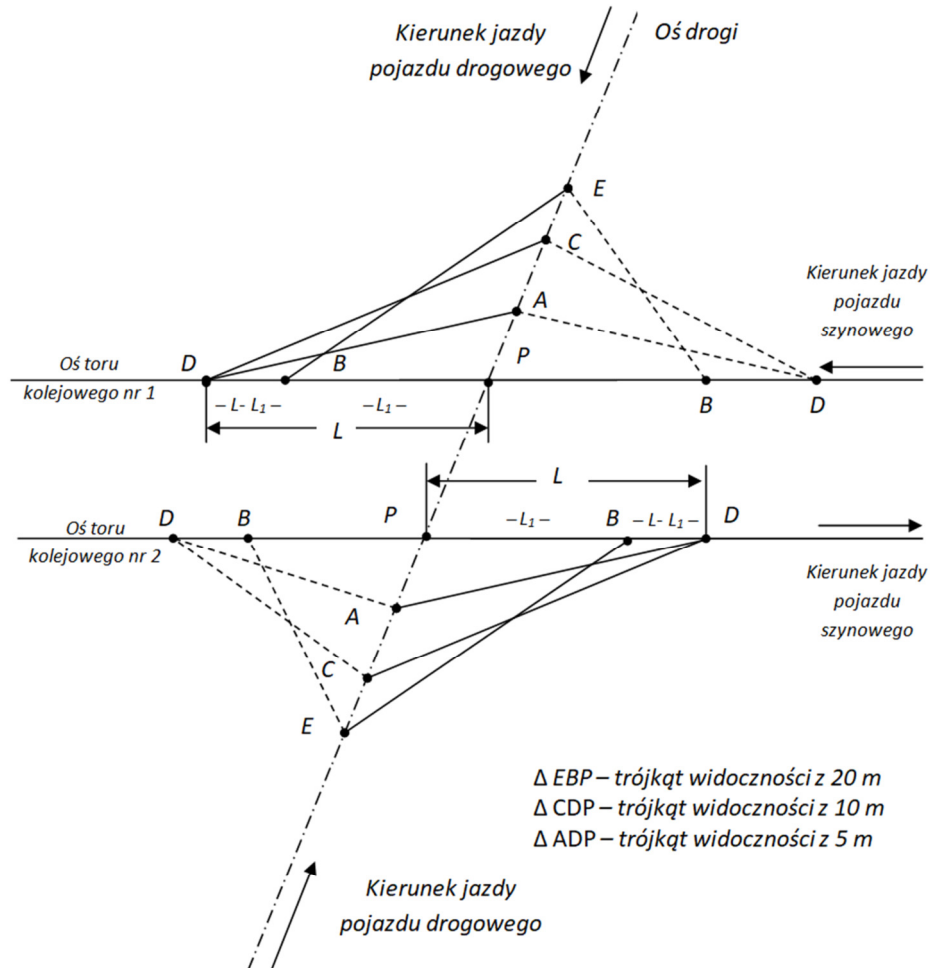 Kierunek jazdy
pojazdu drogowego
Oś drogi
E
C
A
Kierunek jazdy
pojazdu
szynowego
Oś toru
kolejowego nr 1
D
B
P
B
D
– L- L₁ –
–L₁ –
L
L
Oś toru
kolejowego nr 2
D
B
P
–L₁ –
B
– L- L₁ –
D
Kierunek jazdy
pojazdu
szynowego
A
C
E
Δ EBP – trójkąt widoczności z 20 m
Δ CDP – trójkąt widoczności z 10 m
Δ ADP – trójkąt widoczności z 5 m
Kierunek jazdy
pojazdu drogowego